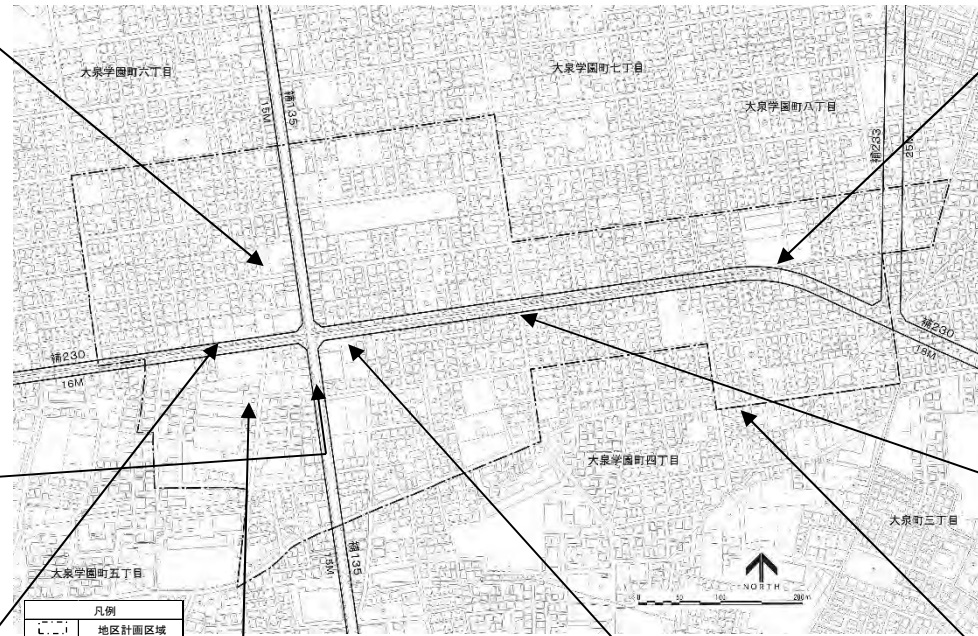 大泉学園町六丁目
大泉学園町七丁目
大泉学園町八丁目
補135
15M
補233
25M
補230
16M
補230
18M
大泉学園町四丁目
大泉町三丁目
大泉学園町五丁目
補135
15M
NORTH
0 50 100 200m
凡例
地区計画区域